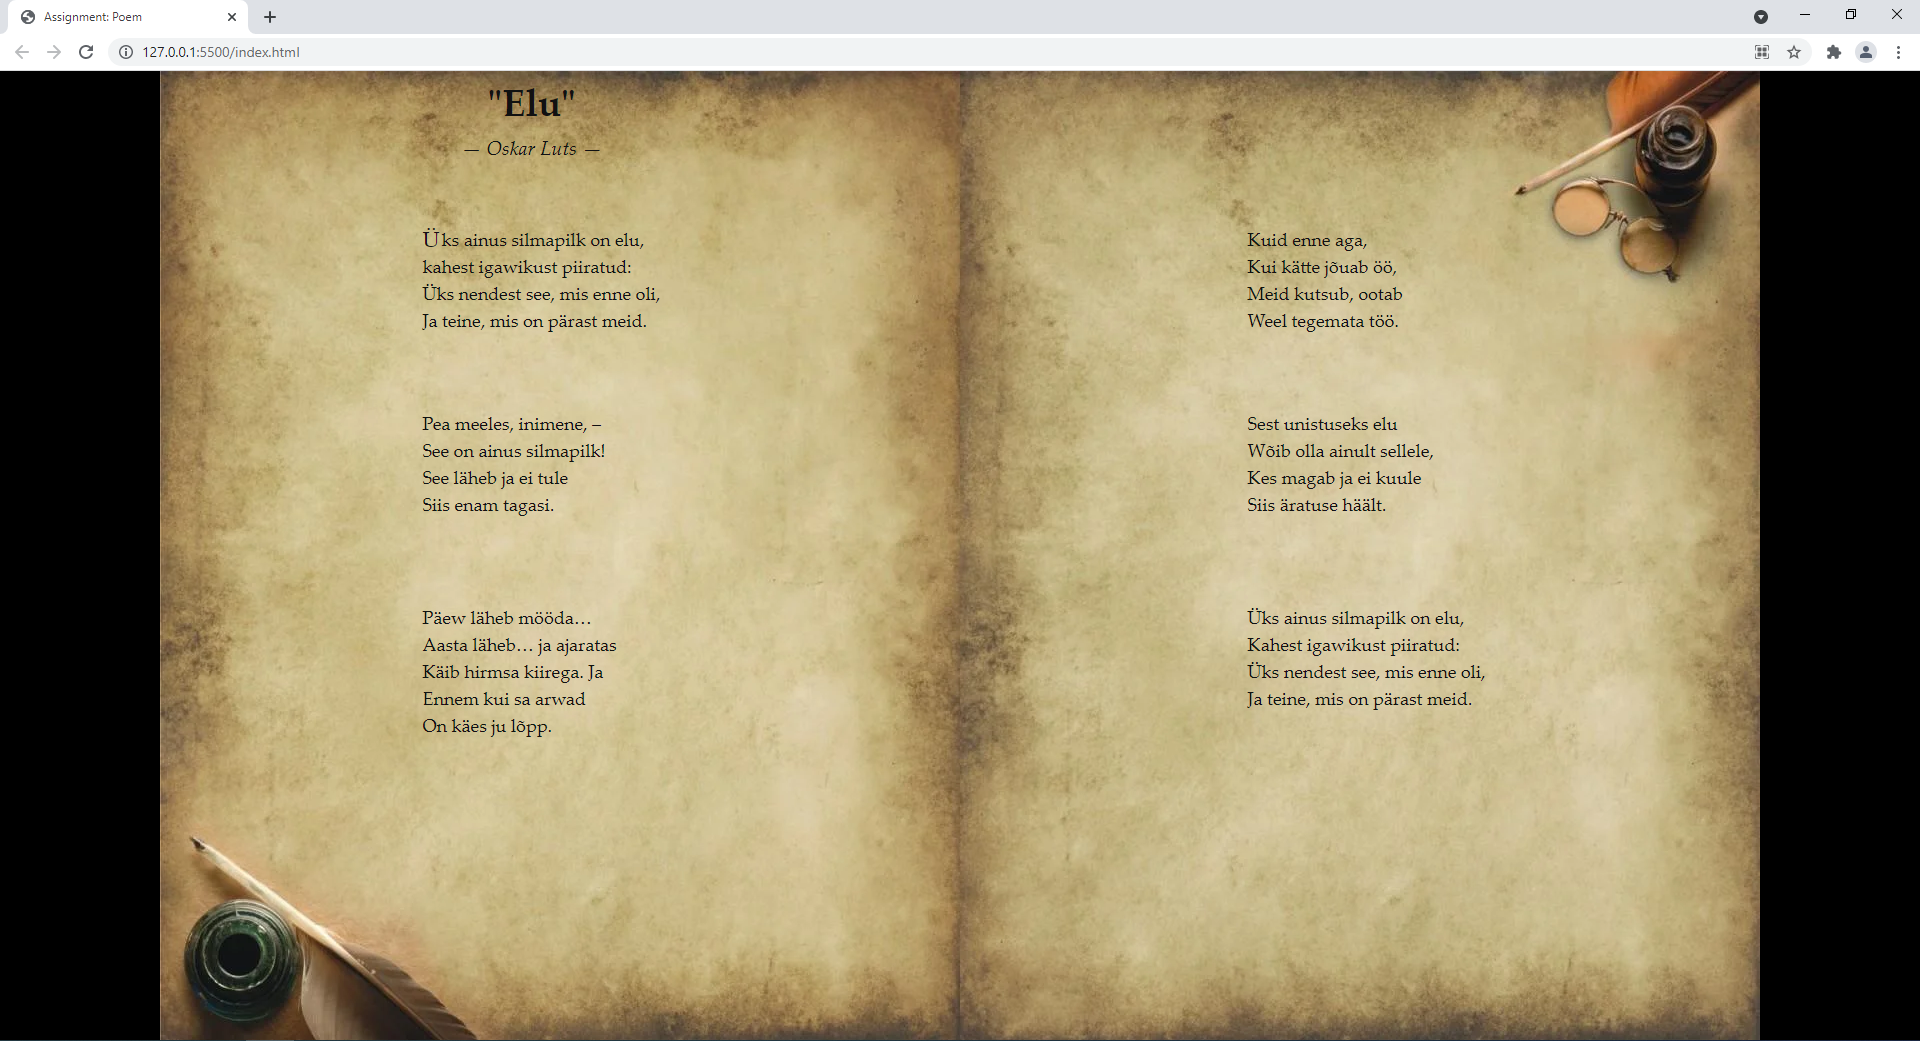 Assignment: Poem
127.0.0.1:5500/index.html
"Elu"
— Oskar Luts —
Üks ainus silmapilk on elu,
kahest igawikust piiratud:
Üks nendest see, mis enne oli,
Ja teine, mis on pärast meid.
Pea meeles, inimene, –
See on ainus silmapilk!
See läheb ja ei tule
Siis enam tagasi.
Päew läheb mööda…
Aasta läheb… ja ajaratas
Käib hirmsa kiirega. Ja
Ennem kui sa arwad
On käes ju lõpp.
Kuid enne aga,
Kui kätte jõuab öö,
Meid kutsub, ootab
Weel tegemata töö.
Sest unistuseks elu
Wõib olla ainult sellele,
Kes magab ja ei kuule
Siis äratuse häält.
Üks ainus silmapilk on elu,
Kahest igawikust piiratud:
Üks nendest see, mis enne oli,
Ja teine, mis on pärast meid.